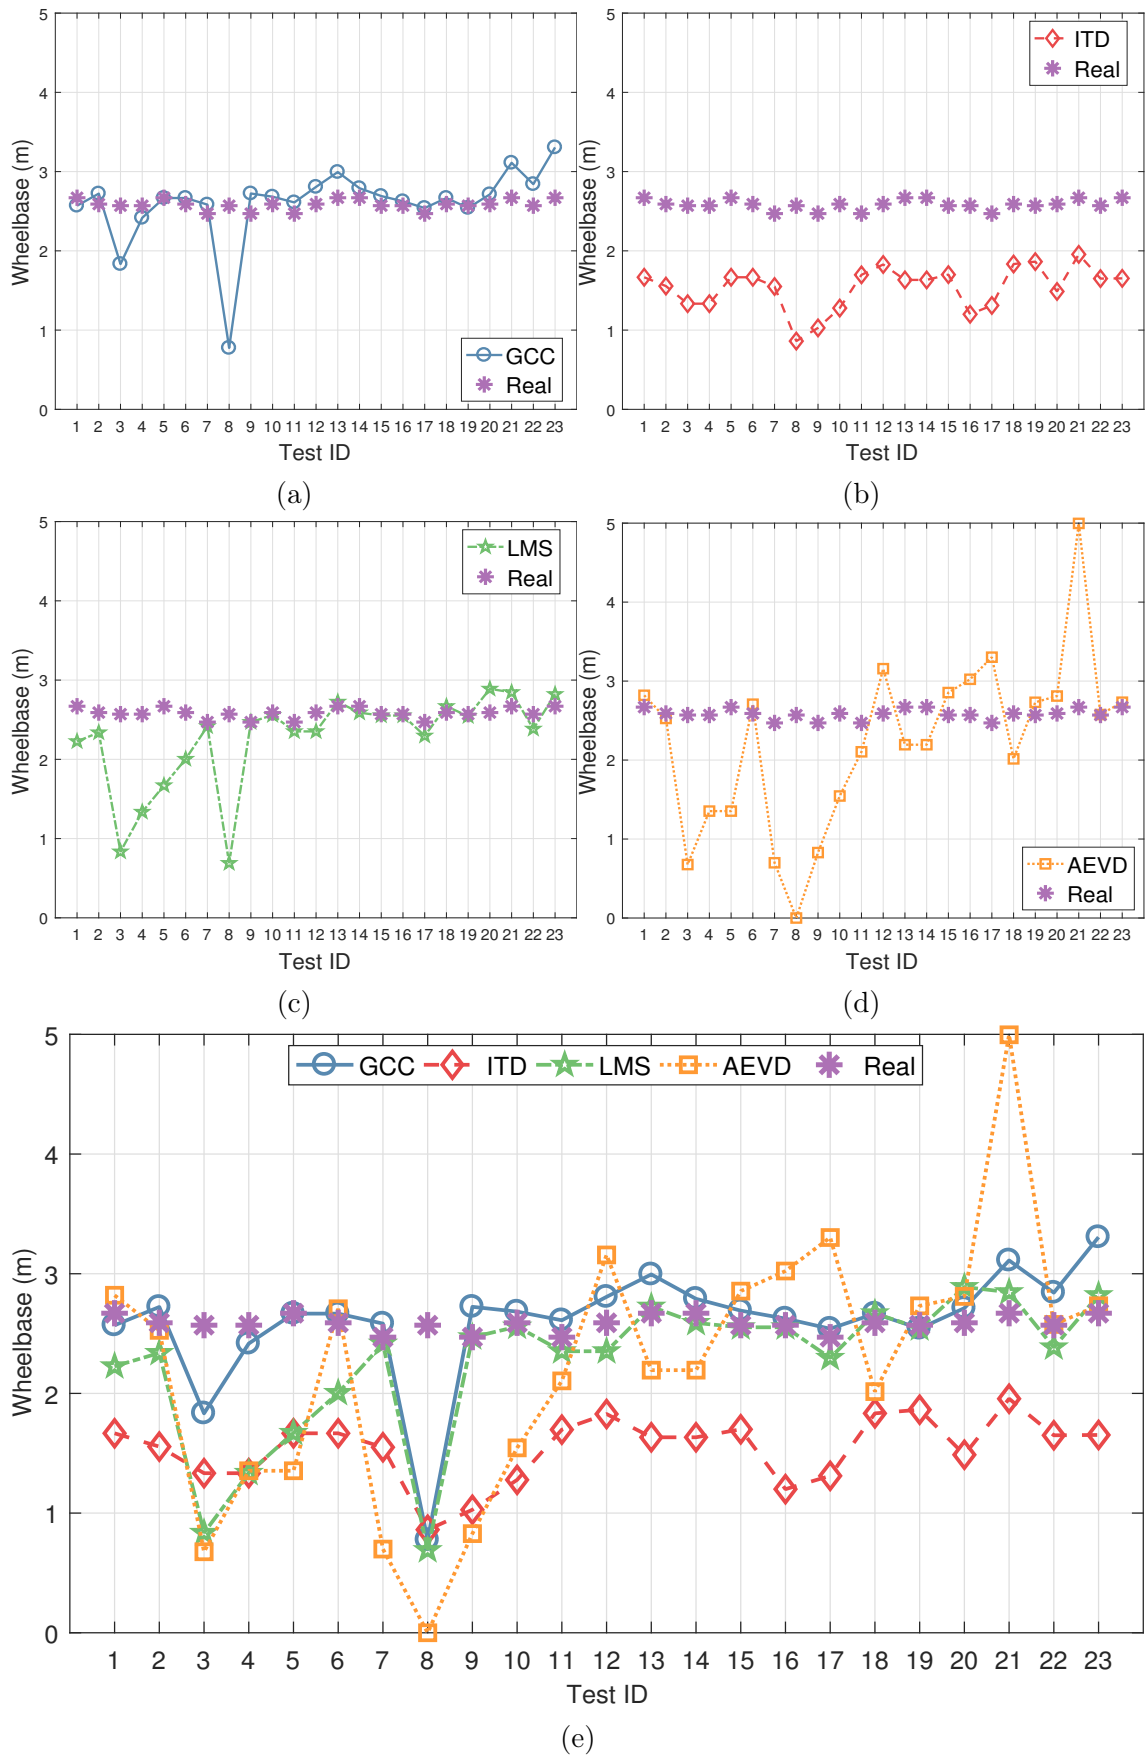 5
4
3
2
1
0
Wheelbase (m)
GCC
Real
1 2 3 4 5 6 7 8 9 10 11 12 13 14 15 16 17 18 19 20 21 22 23
Test ID
(a)
5
4
3
2
1
0
Wheelbase (m)
ITD
Real
1 2 3 4 5 6 7 8 9 10 11 12 13 14 15 16 17 18 19 20 21 22 23
Test ID
(b)
5
4
3
2
1
0
Wheelbase (m)
LMS
Real
1 2 3 4 5 6 7 8 9 10 11 12 13 14 15 16 17 18 19 20 21 22 23
Test ID
(c)
5
4
3
2
1
0
Wheelbase (m)
AEVD
Real
1 2 3 4 5 6 7 8 9 10 11 12 13 14 15 16 17 18 19 20 21 22 23
Test ID
(d)
5
4
3
2
1
0
Wheelbase (m)
GCC ITD LMS AEVD Real
1 2 3 4 5 6 7 8 9 10 11 12 13 14 15 16 17 18 19 20 21 22 23
Test ID
(e)